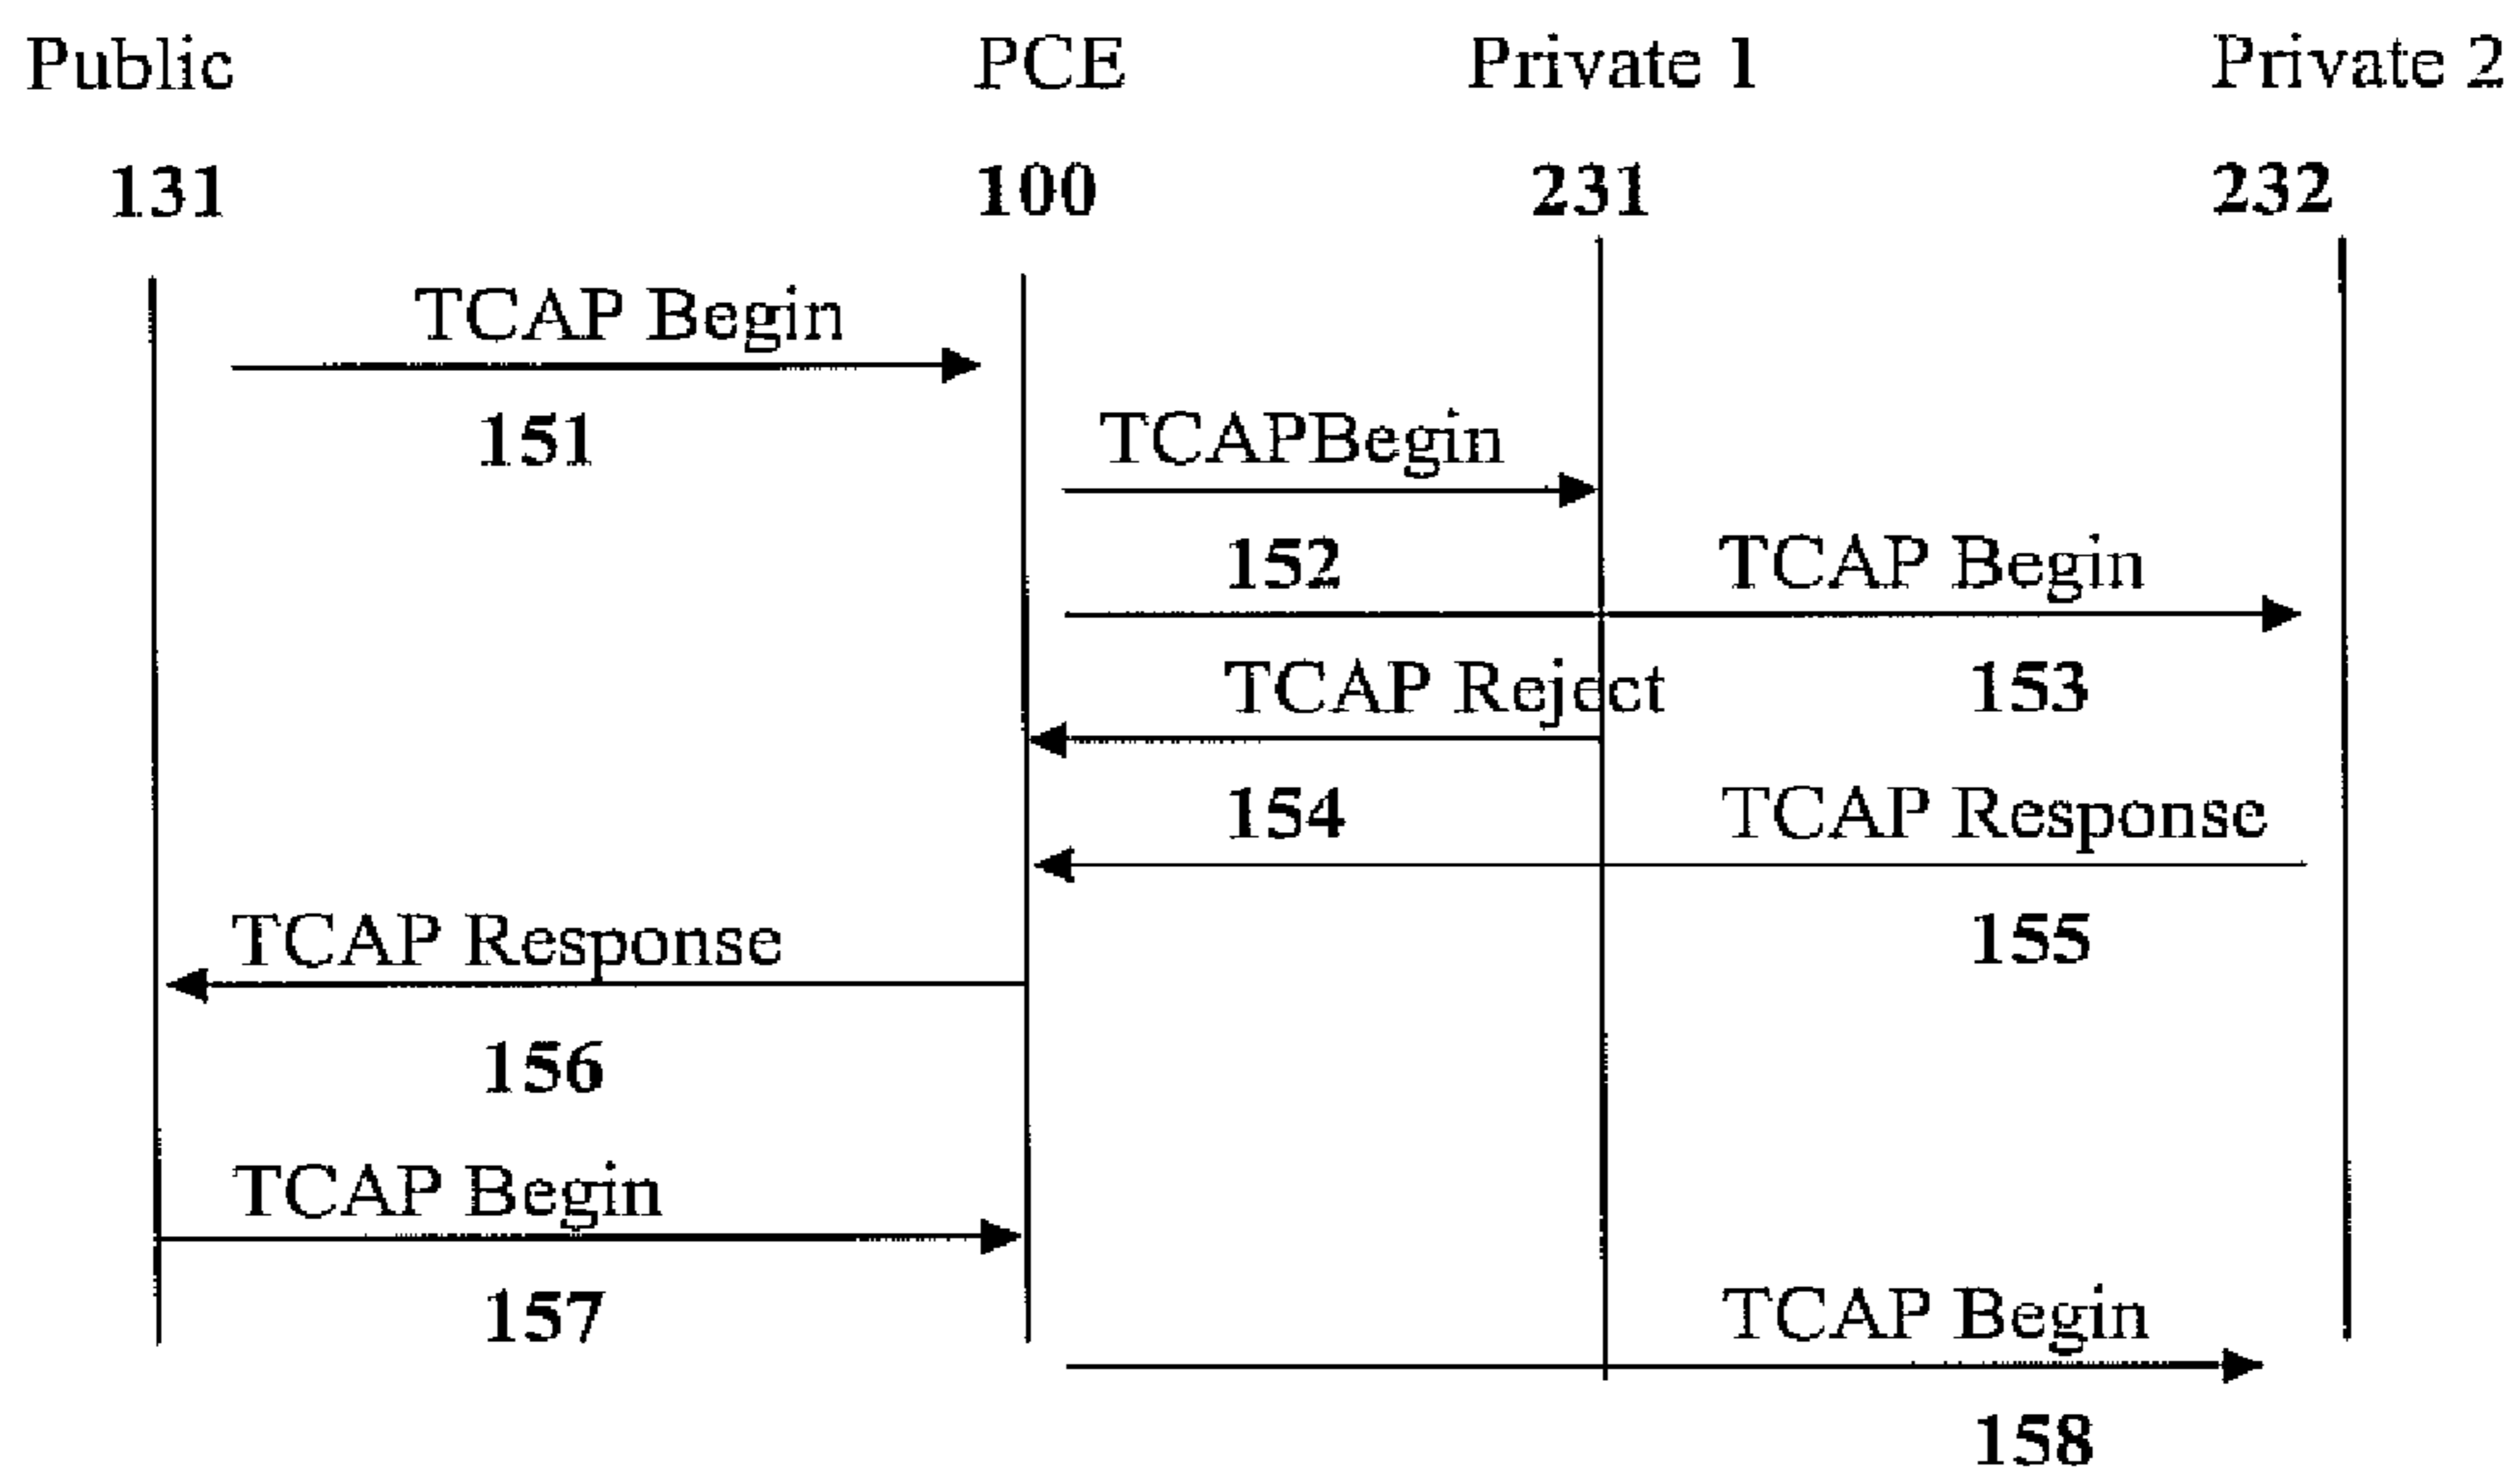 Public PCE Private 1 Private 2
131 100 231 232
TCAP Begin
151
TCAPBegin
152
TCAP Begin
153
TCAP Reject
154
TCAP Response
155
TCAP Response
156
TCAP Begin
157
TCAP Begin
158